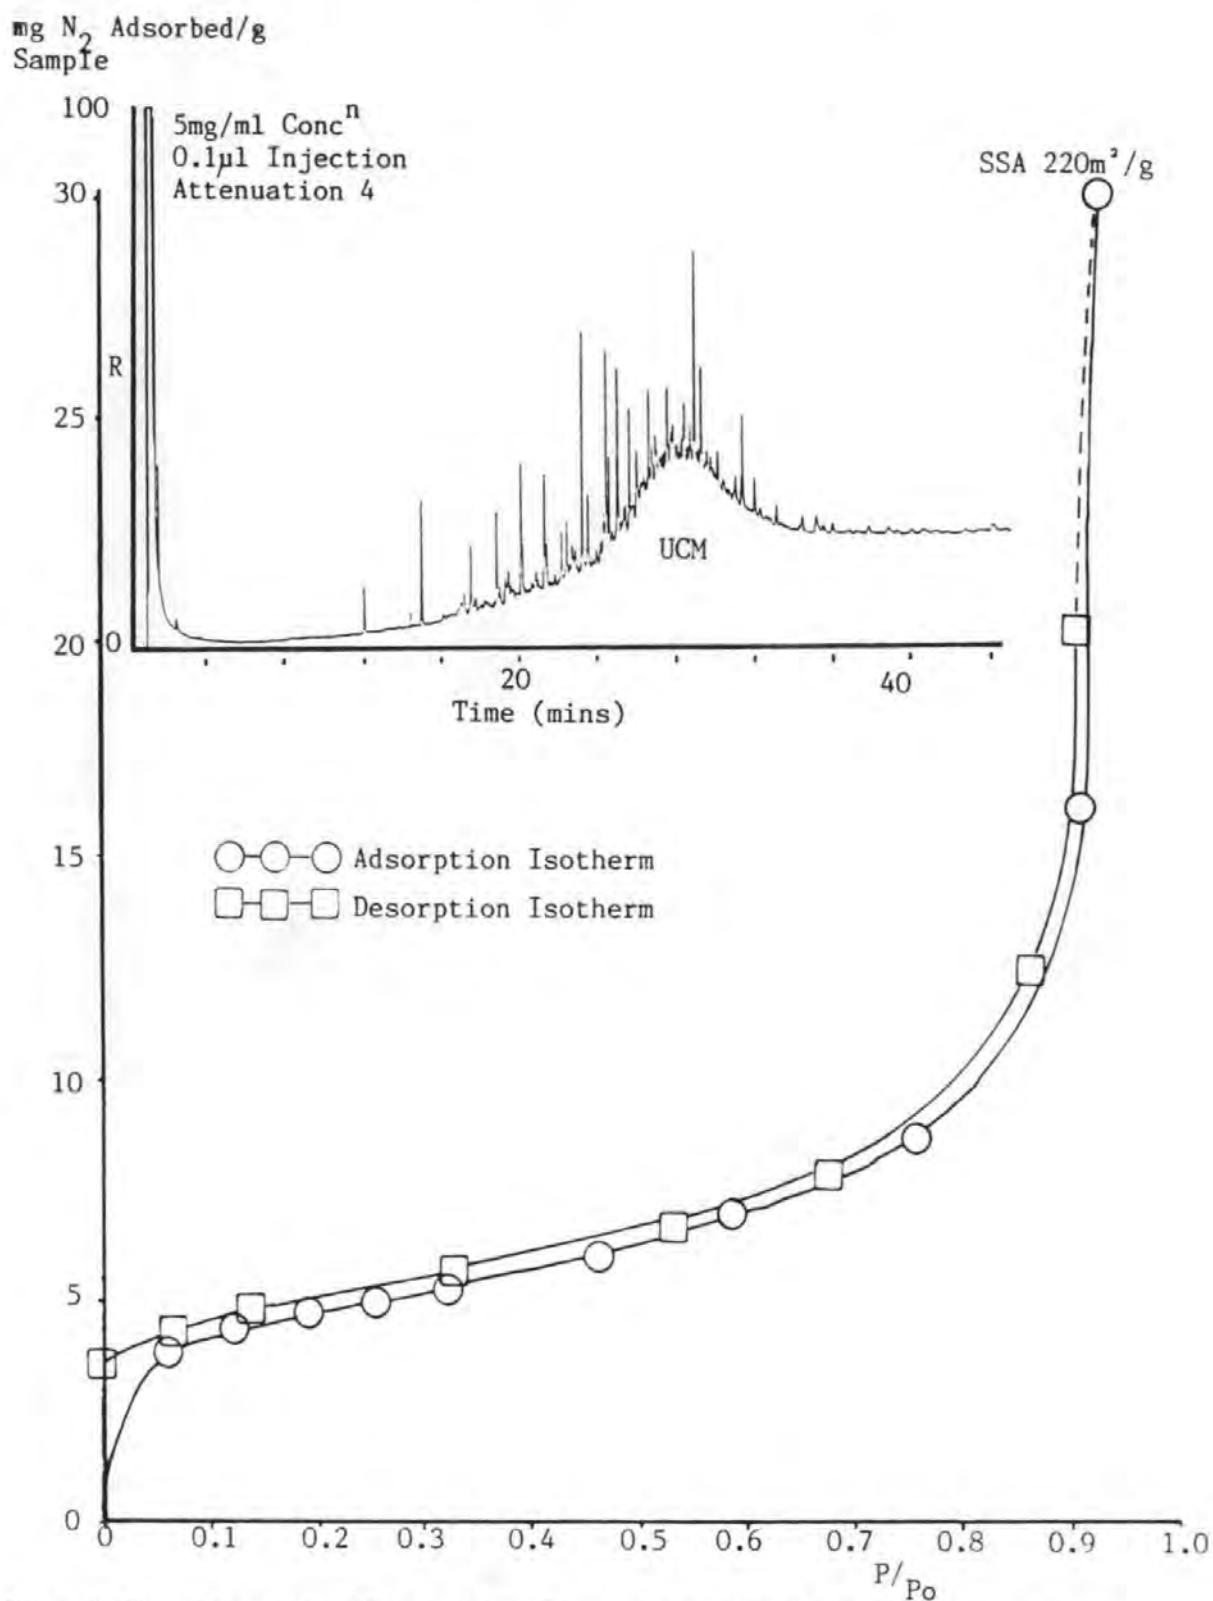 mg N2 Adsorbed/g
Sample
100
5mg/ml Concn
0.1µl Injection
Attenuation 4
SSA 220m²/g
30
R
25
UCM
20
0
20
40
Time (mins)
15
Adsorption Isotherm
Desorption Isotherm
10
5
0
0 0.1 0.2 0.3 0.4 0.5 0.6 0.7 0.8 0.9 1.0
P/Po